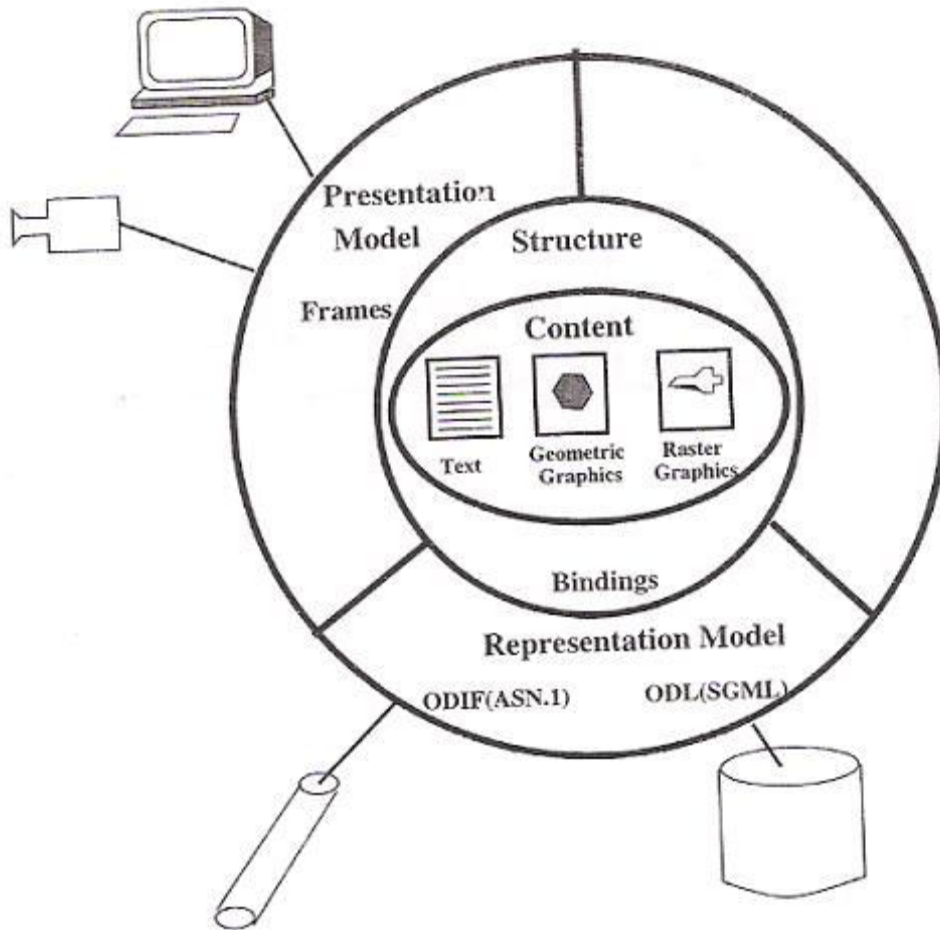 Presentation
Model
Frames
Structure
Content
Text
Geometric
Graphics
Raster
Graphics
Bindings
Representation Model
ODIF(ASN.1)
ODL(SGML)